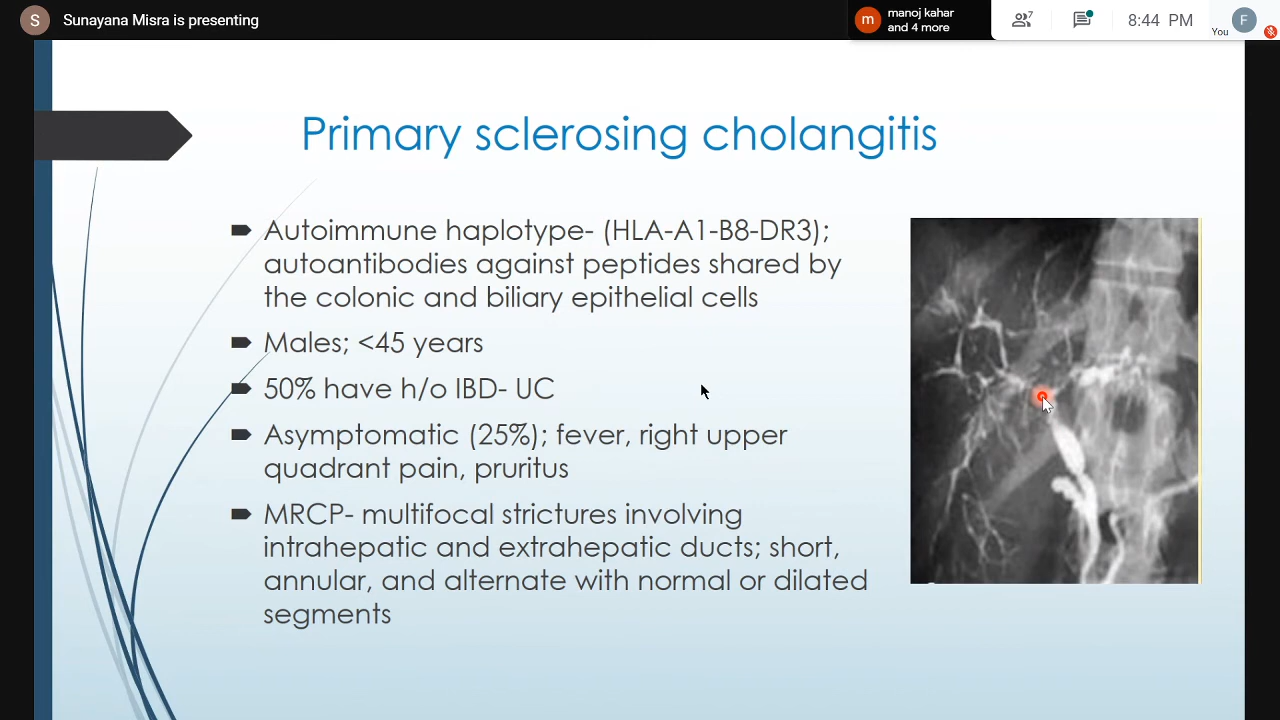 S Sunayana Misra is presenting
m manoj kahar
and 4 more
7
8:44 PM
You
F
Primary sclerosing cholangitis
Autoimmune haplotype- (HLA-A1-B8-DR3);
autoantibodies against peptides shared by
the colonic and biliary epithelial cells
Males; <45 years
50% have h/o IBD- UC
Asymptomatic (25%); fever, right upper
quadrant pain, pruritus
MRCP- multifocal strictures involving
intrahepatic and extrahepatic ducts; short,
annular, and alternate with normal or dilated
segments